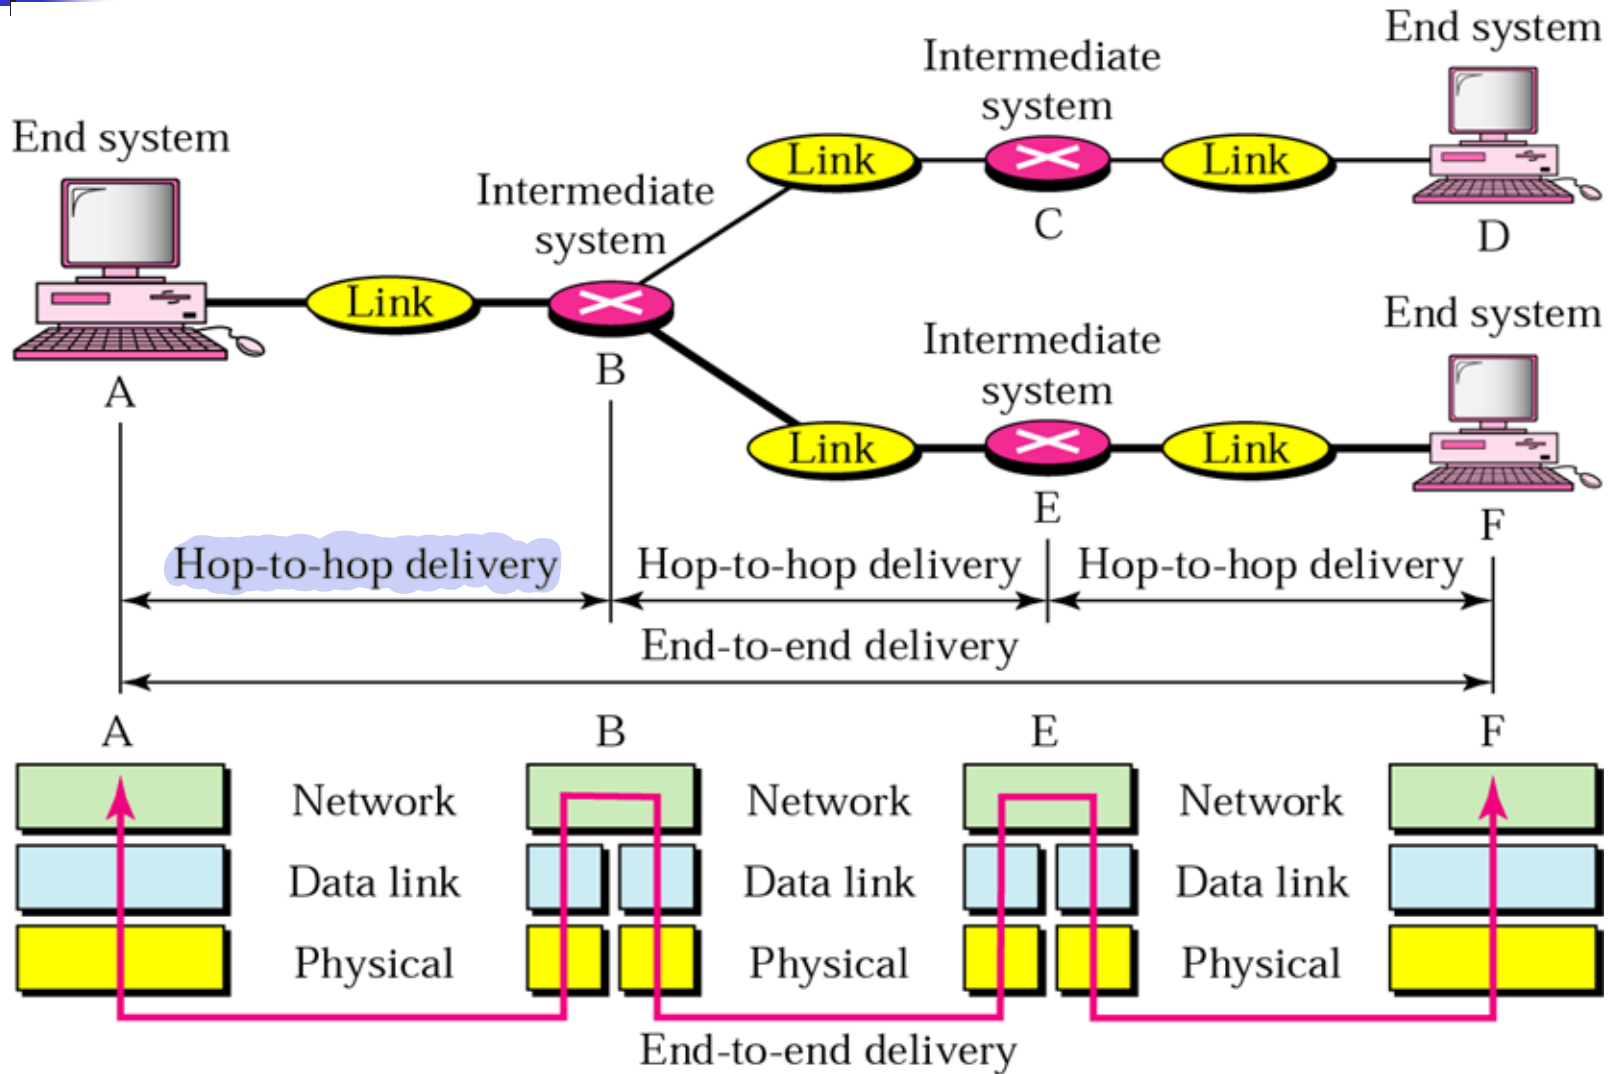 End system
Intermediate
system
End system
Link
Link
C
D
Intermediate
system
Link
B
A
End system
Intermediate
system
Link
Link
E
F
Hop-to-hop delivery
Hop-to-hop delivery
Hop-to-hop delivery
End-to-end delivery
A
B
E
F
Network
Network
Network
Data link
Data link
Data link
Physical
Physical
Physical
End-to-end delivery